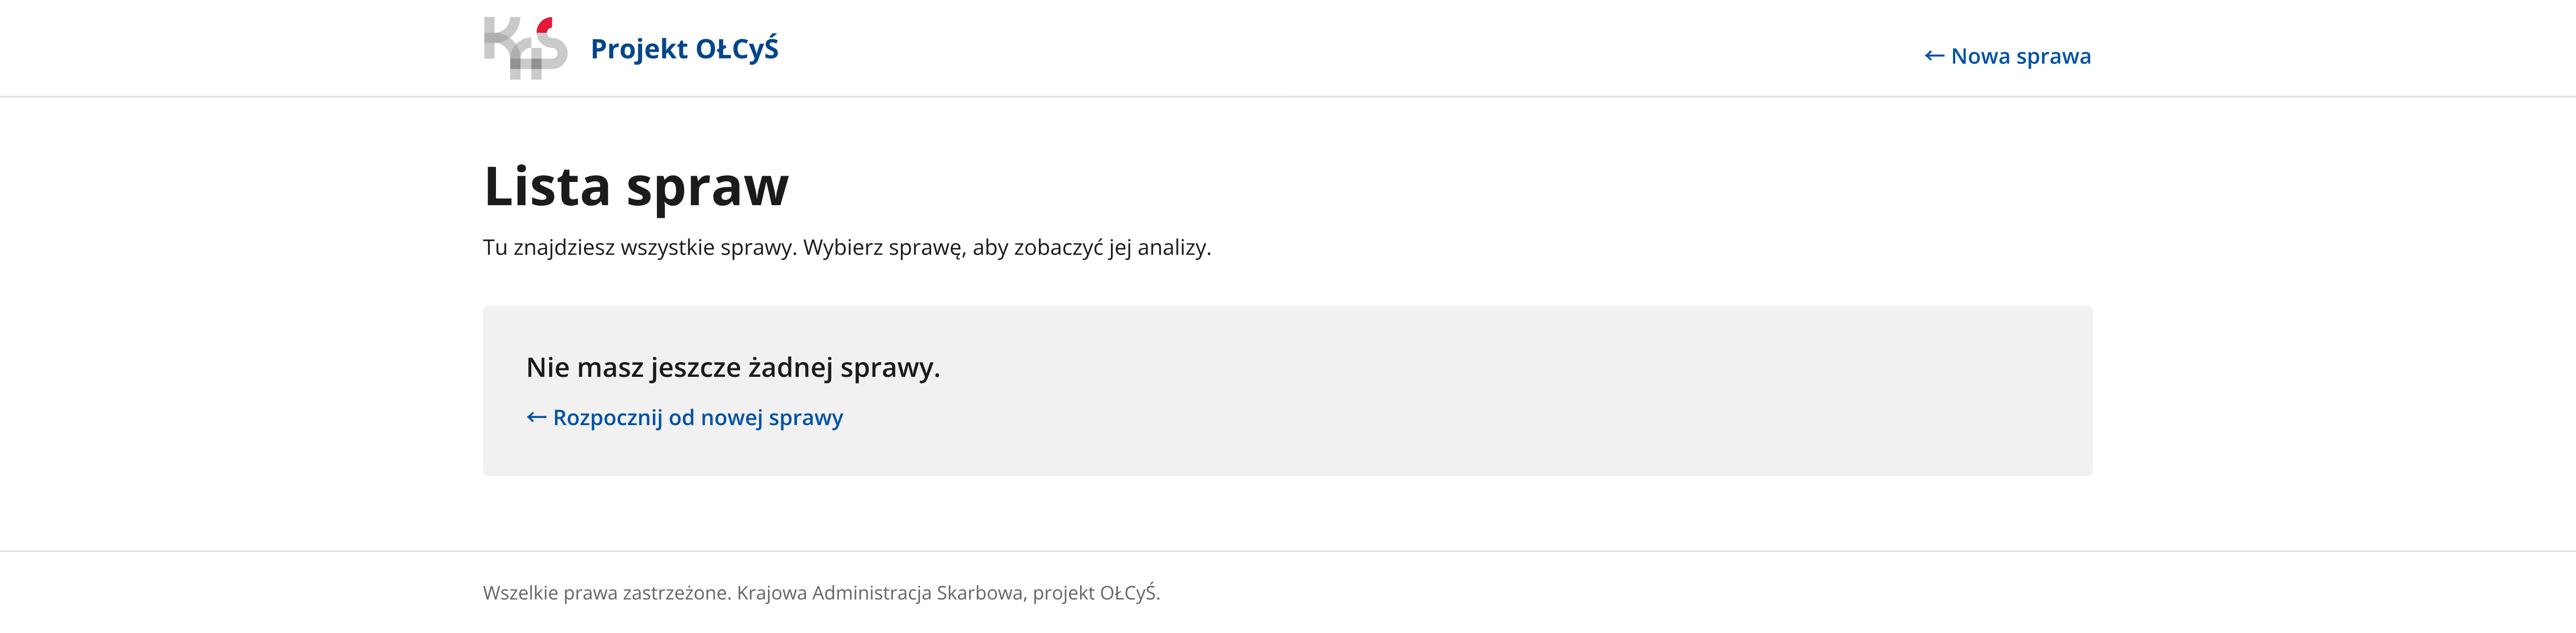 KAS
Projekt OŁCyŚ
← Nowa sprawa
Lista spraw
Tu znajdziesz wszystkie sprawy. Wybierz sprawę, aby zobaczyć jej analizy.
Nie masz jeszcze żadnej sprawy.
← Rozpocznij od nowej sprawy
Wszelkie prawa zastrzeżone. Krajowa Administracja Skarbowa, projekt OŁCyŚ.